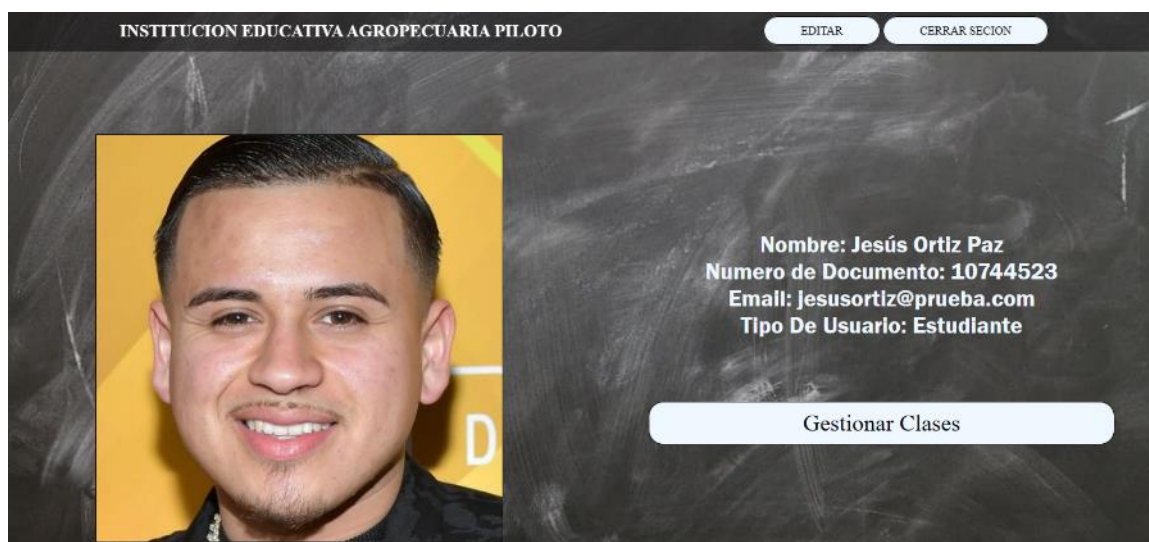 INSTITUCION EDUCATIVA AGROPECUARIA PILOTO
EDITAR
CERRAR SECION
Nombre: Jesús Ortiz Paz
Numero de Documento: 10744523
Email: jesusortiz@prueba.com
Tipo De Usuario: Estudiante
Gestionar Clases
D